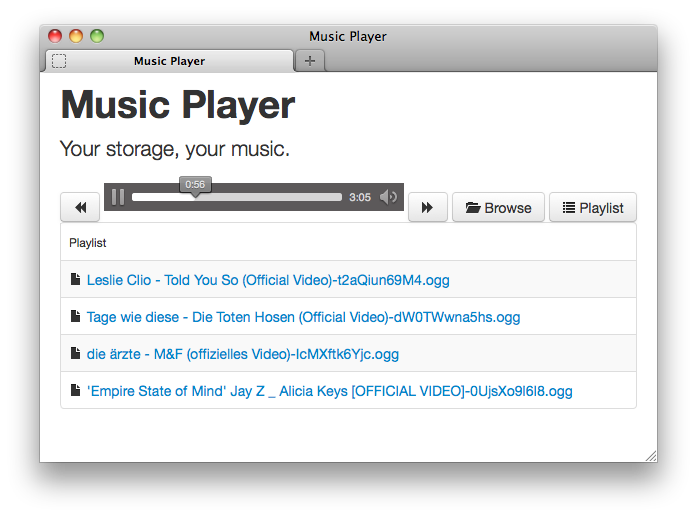 Music Player
Music Player
Music Player
Your storage, your music.
0:56
3:05
Browse
Playlist
Playlist
Leslie Clio - Told You So (Official Video)-t2aQiun69M4.ogg
Tage wie diese - Die Toten Hosen (Official Video)-dW0TWwna5hs.ogg
die ärzte - M&F (offizielles Video)-IcMXftk6Yjc.ogg
'Empire State of Mind' Jay Z _ Alicia Keys [OFFICIAL VIDEO]-0UjsXo9l6I8.ogg